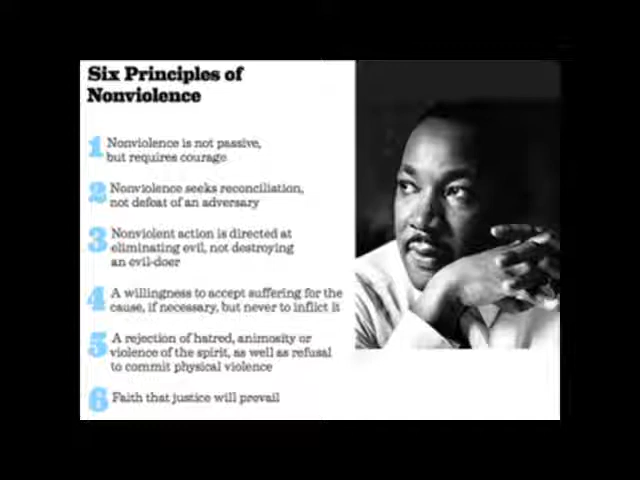 Six Principles of
Nonviolence
1 Nonviolence is not passive,
but requires courage
2 Nonviolence seeks reconciliation,
not defeat of an adversary
3 Nonviolent action is directed at
eliminating evil, not destroying
an evil-doer
4 A willingness to accept suffering for the
cause, if necessary, but never to inflict it
5 A rejection of hatred, animosity or
violence of the spirit, as well as refusal
to commit physical violence
6 Faith that justice will prevail